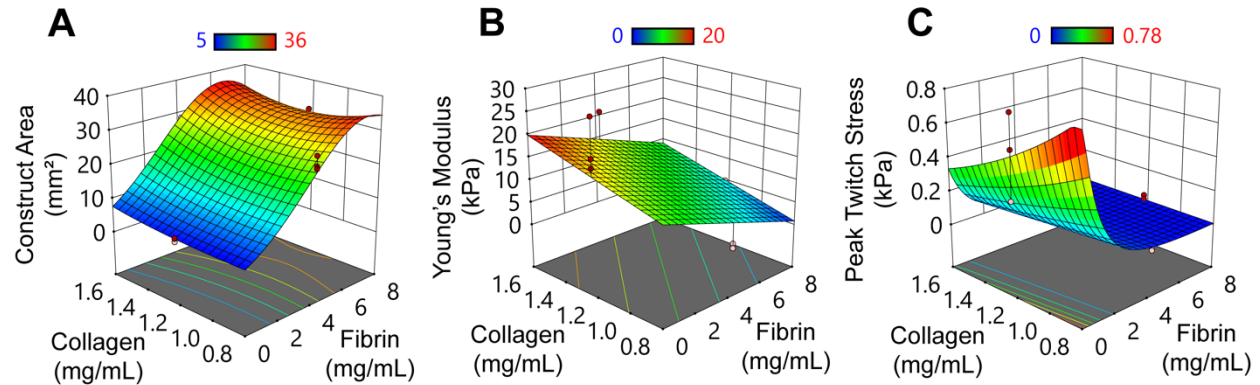 A
5 36
Construct Area
(mm²)
40
30
20
10
0
1.6
1.4
1.2
1.0
0.8
Collagen
(mg/mL)
0
2
4
6
8
Fibrin
(mg/mL)
B
0 20
Young's Modulus
(kPa)
30
25
20
15
10
5
0
1.6
1.4
1.2
1.0
0.8
Collagen
(mg/mL)
0
2
4
6
8
Fibrin
(mg/mL)
C
0 0.78
Peak Twitch Stress
(kPa)
0.8
0.6
0.4
0.2
0
1.6
1.4
1.2
1.0
0.8
Collagen
(mg/mL)
0
2
4
6
8
Fibrin
(mg/mL)